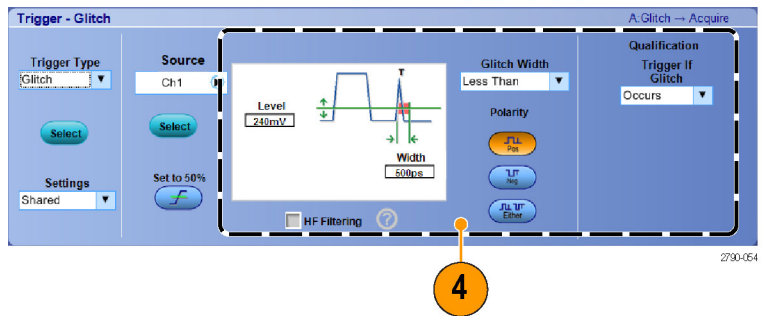 Trigger - Glitch
A:Glitch → Acquire
Trigger Type
Glitch
Select
Settings
Shared
Source
Ch1
Select
Set to 50%
Level
240mV
T
Width
500ps
HF Filtering
?
Glitch Width
Less Than
Polarity
Pos
Neg
Either
Qualification
Trigger If
Glitch
Occurs
2790-054
4